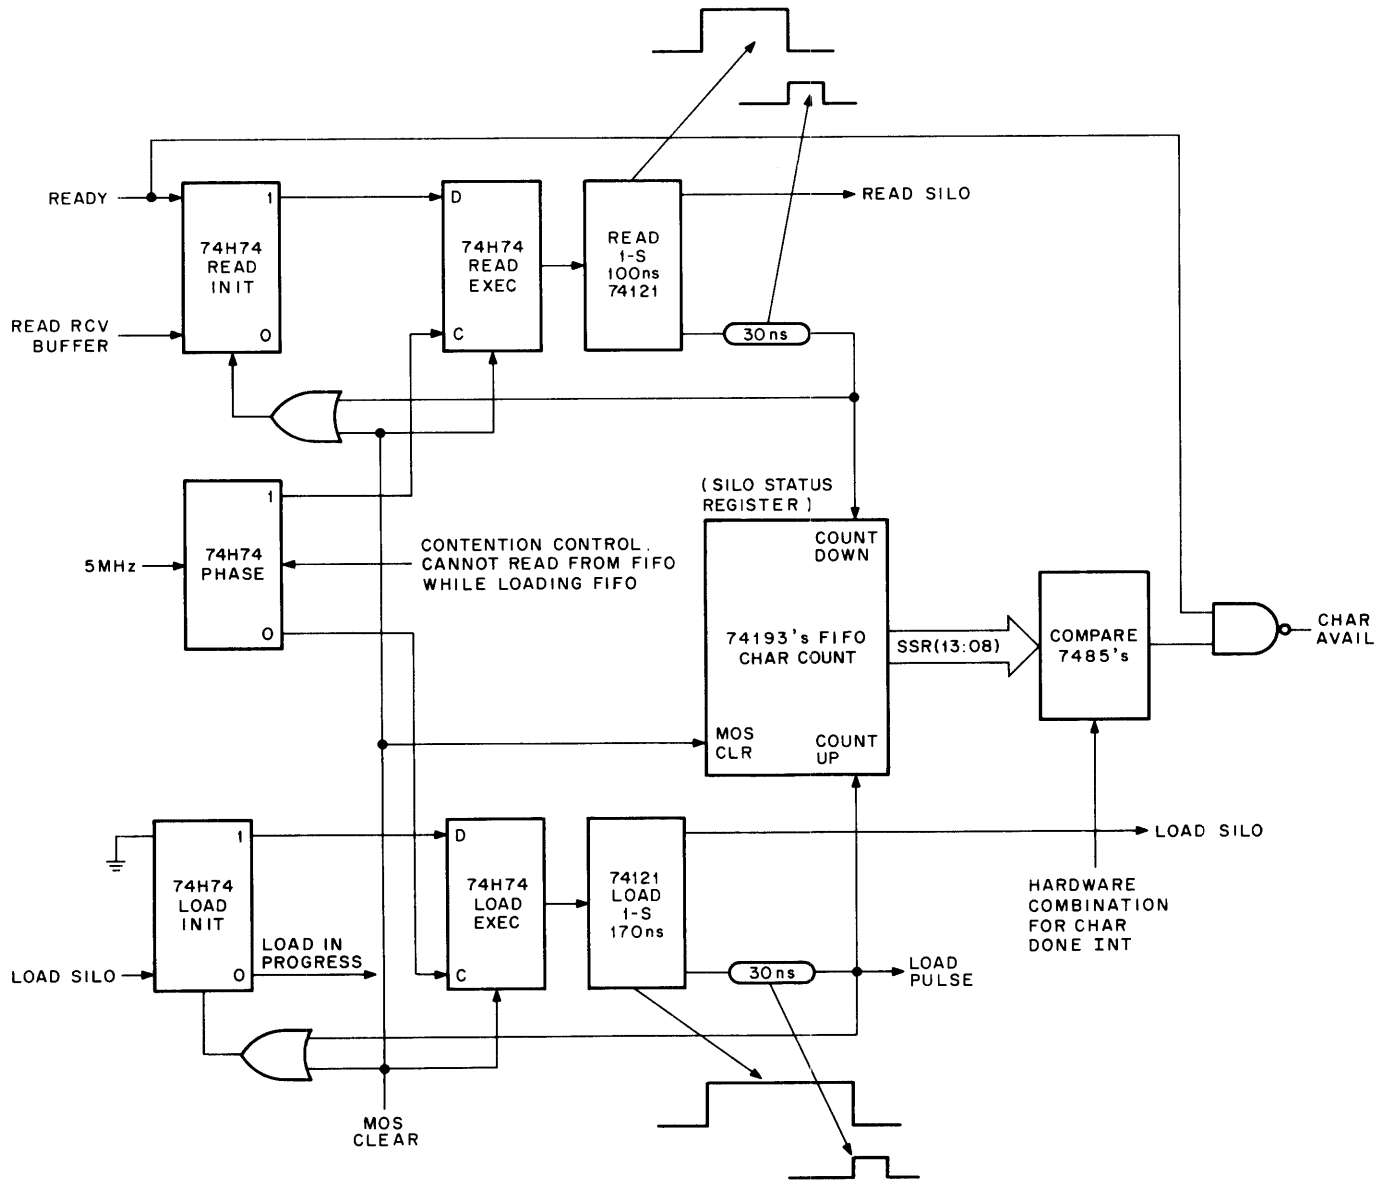 READY
1
74H74
READ
INIT
0
READ RCV
BUFFER
D
74H74
READ
EXEC
C
READ
1-S
100ns
74121
READ SILO
30ns
1
5MHz
74H74
PHASE
0
CONTENTION CONTROL.
CANNOT READ FROM FIFO
WHILE LOADING FIFO
(SILO STATUS
REGISTER)
COUNT
DOWN
74193's FIFO
CHAR COUNT
MOS
CLR
COUNT
UP
SSR(13:08)
COMPARE
7485's
CHAR
AVAIL
HARDWARE
COMBINATION
FOR CHAR
DONE INT
1
74H74
LOAD
INIT
0
LOAD SILO
LOAD IN
PROGRESS
D
74H74
LOAD
EXEC
C
74121
LOAD
1-S
170ns
LOAD SILO
30ns
LOAD
PULSE
MOS
CLEAR